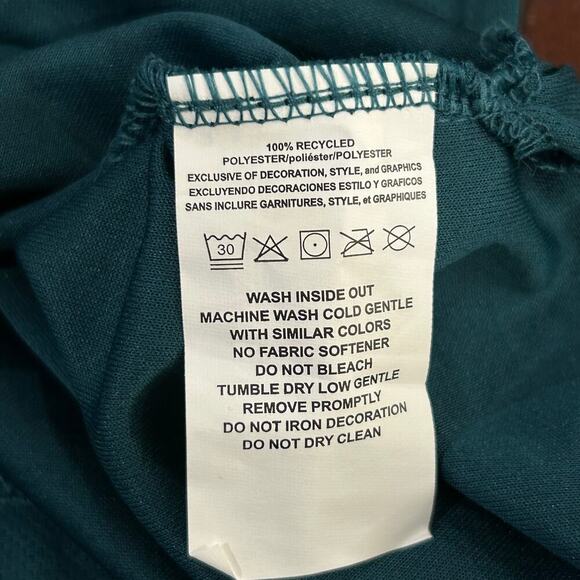 100% RECYCLED
POLYESTER/poliéster/POLYESTER
EXCLUSIVE OF DECORATION, STYLE, and GRAPHICS
EXCLUYENDO DECORACIONES ESTILO Y GRAFICOS
SANS INCLURE GARNITURES, STYLE, et GRAPHIQUES
30
WASH INSIDE OUT
MACHINE WASH COLD GENTLE
WITH SIMILAR COLORS
NO FABRIC SOFTENER
DO NOT BLEACH
TUMBLE DRY LOW GENTLE
REMOVE PROMPTLY
DO NOT IRON DECORATION
DO NOT DRY CLEAN